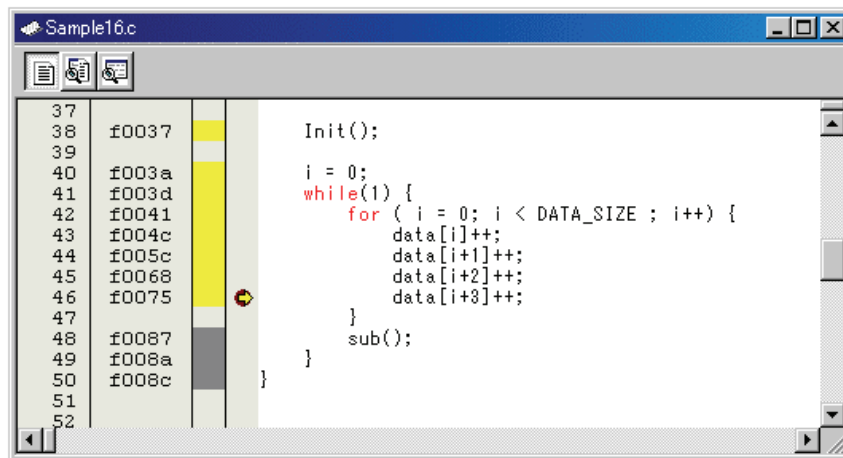 Sample16.c
37
38 f0037 Init();
39
40 f003a i = 0;
41 f003d while(1) {
42 f0041 for ( i = 0; i < DATA_SIZE ; i++) {
43 f004c data[i]++;
44 f005c data[i+1]++;
45 f0068 data[i+2]++;
46 f0075 data[i+3]++;
47 }
48 f0087 sub();
49 f008a }
50 f008c }
51
52